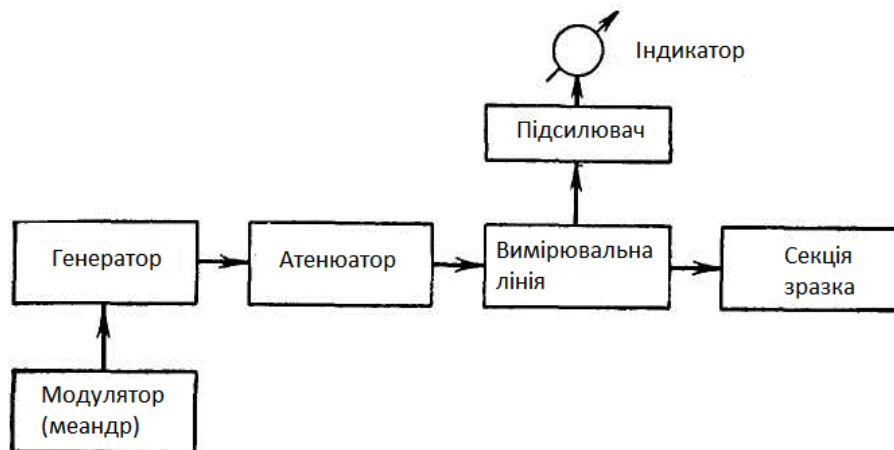 Індикатор
Підсилювач
Генератор
Атенюатор
Вимірювальна
лінія
Секція
зразка
Модулятор
(меандр)